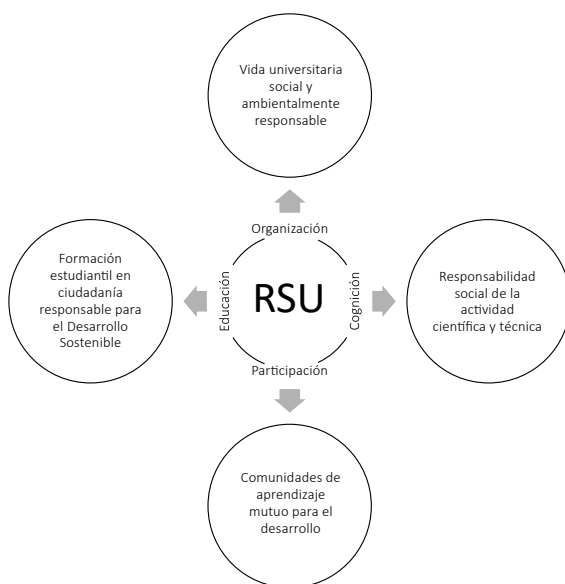 Vida universitaria
social y
ambientalmente
responsable
Organización
Formación
estudiantil en
ciudadanía
responsable para
el Desarrollo
Sostenible
Educación
RSU
Cognición
Responsabilidad
social de la
actividad
científica y técnica
Participación
Comunidades de
aprendizaje
mutuo para el
desarrollo